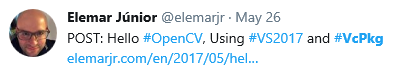 Elemar Júnior @elemarjr · May 26
POST: Hello #OpenCV, Using #VS2017 and #VcPkg
elemarjr.com/en/2017/05/hel...